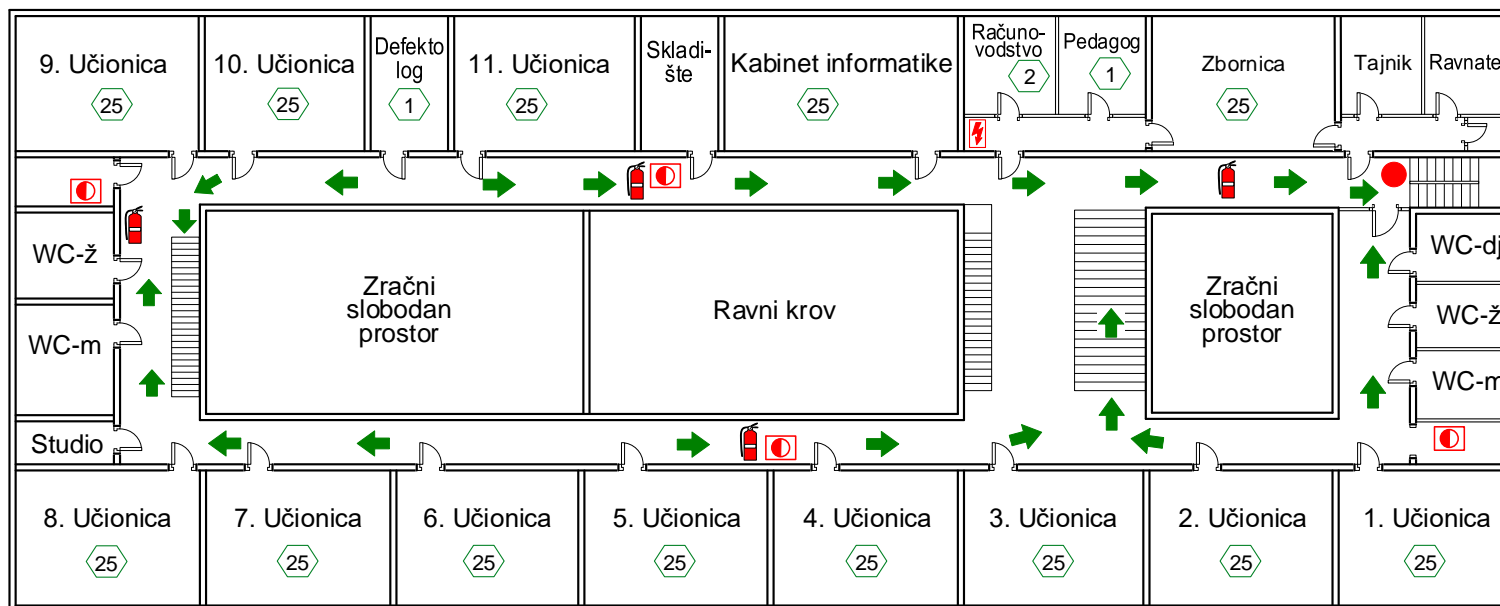 9. Učionica
25
10. Učionica
25
Defekto
log
1
11. Učionica
Skladi-
šte
Kabinet informatike
25
Računo-
vodstvo
2
Pedagog
1
Zbornica
25
Tajnik
Ravnate
25
WC-ž
WC-m
Studio
Zračni
slobodan
prostor
Ravni krov
Zračni
slobodan
prostor
WC-dj
WC-ž
WC-m
8. Učionica
25
7. Učionica
25
6. Učionica
25
5. Učionica
25
4. Učionica
25
3. Učionica
25
2. Učionica
25
1. Učionica
25